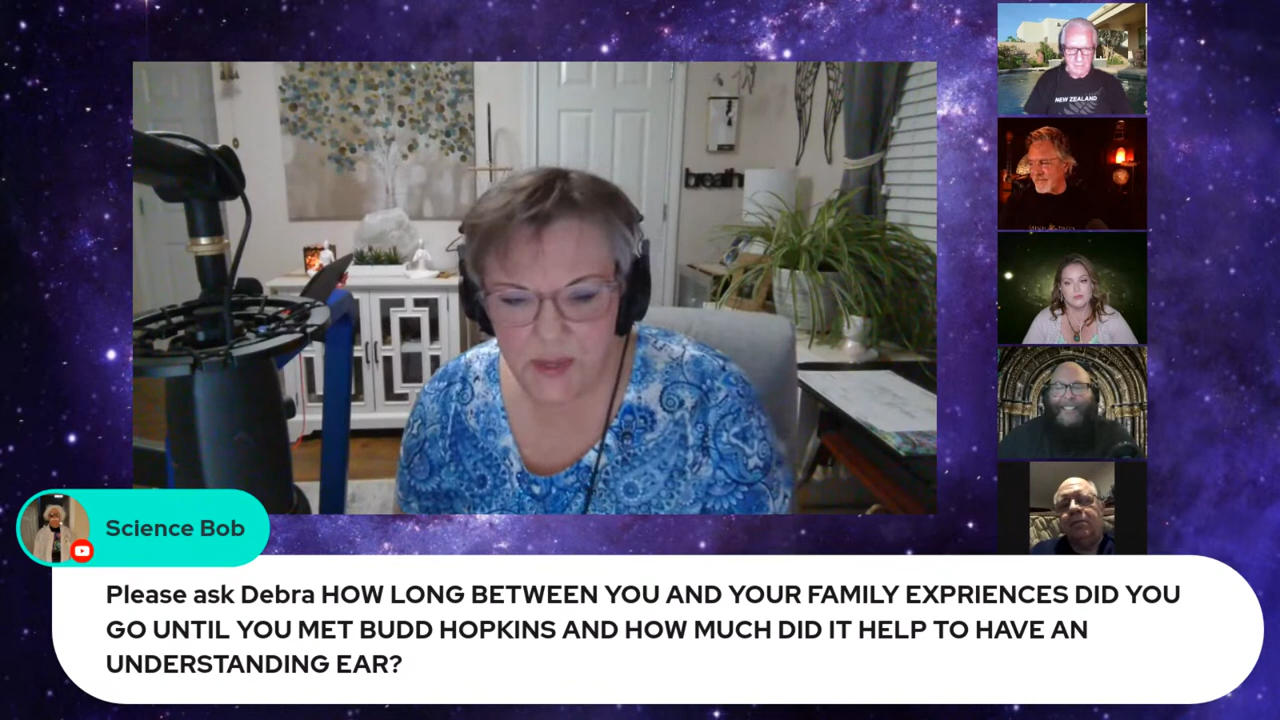 NEW ZEALAND
breath
Science Bob
Please ask Debra HOW LONG BETWEEN YOU AND YOUR FAMILY EXPRIENCES DID YOU
GO UNTIL YOU MET BUDD HOPKINS AND HOW MUCH DID IT HELP TO HAVE AN
UNDERSTANDING EAR?